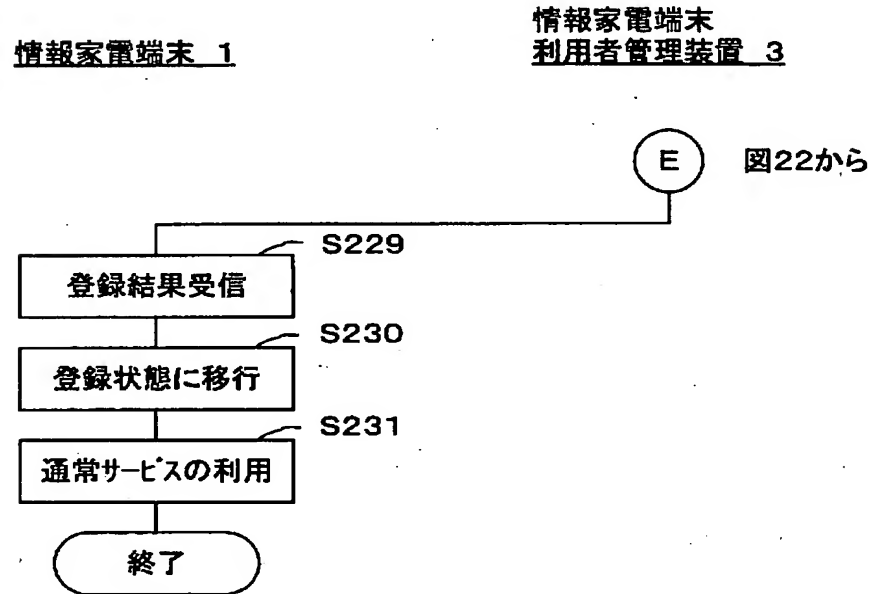 情報家電端末 1
情報家電端末
利用者管理装置 3
E 図22から
S229
登録結果受信
S230
登録状態に移行
S231
通常サービスの利用
終了